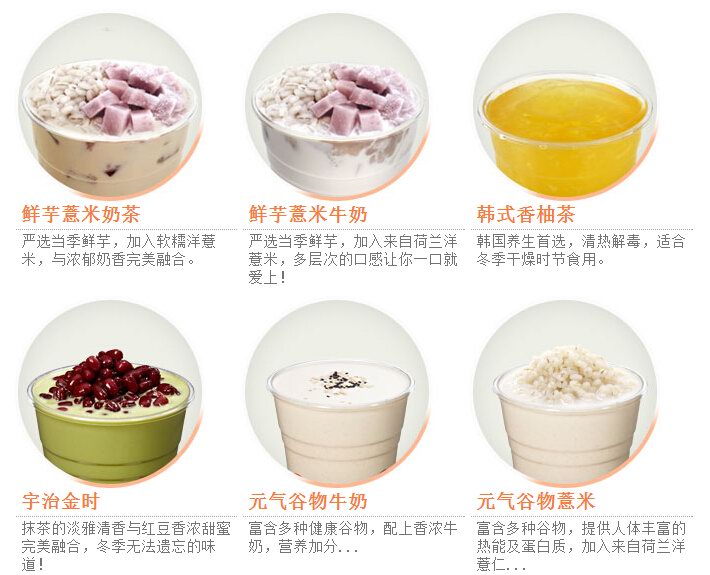 鲜芋薏米奶茶
严选当季鲜芋，加入软糯洋薏
米，与浓郁奶香完美融合。
鲜芋薏米牛奶
严选当季鲜芋，加入来自荷兰洋
薏米，多层次的口感让你一口就
爱上！
韩式香柚茶
韩国养生首选，清热解毒，适合
冬季干燥时节食用。
宇治金时
抹茶的淡雅清香与红豆香浓甜蜜
完美融合，冬季无法遗忘的味
道！
元气谷物牛奶
富含多种健康谷物，配上香浓牛
奶，营养加分...
元气谷物薏米
富含多种谷物，提供人体丰富的
热能及蛋白质，加入来自荷兰洋
薏仁...